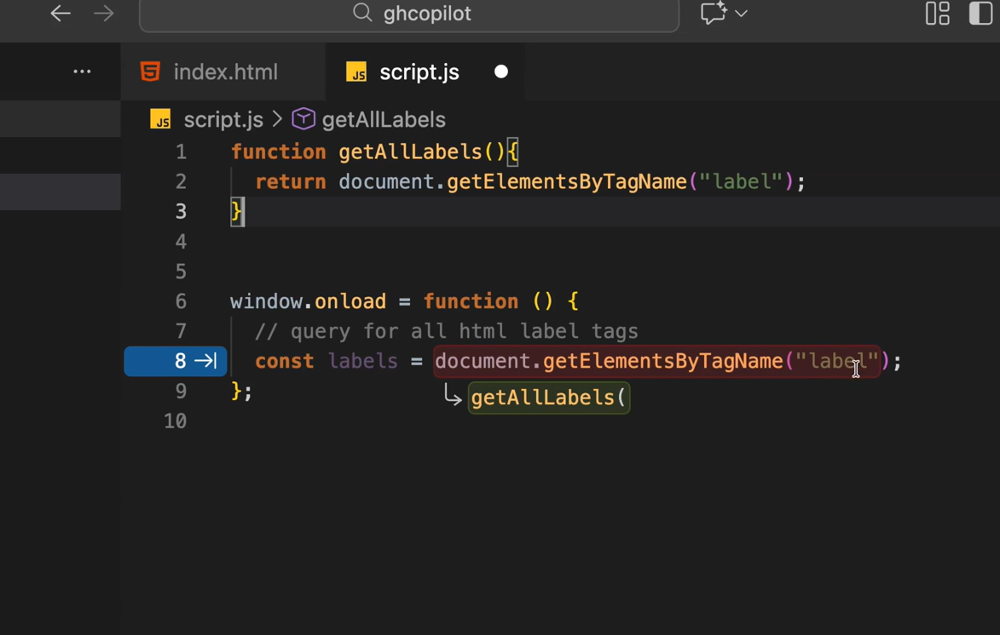 ghcopilot
... index.html JS script.js
JS script.js > getAllLabels
1 function getAllLabels(){
2 return document.getElementsByTagName("label");
3 }
4
5
6 window.onload = function () {
7 // query for all html label tags
8 const labels = document.getElementsByTagName("label");
9 };
getAllLabels(
10